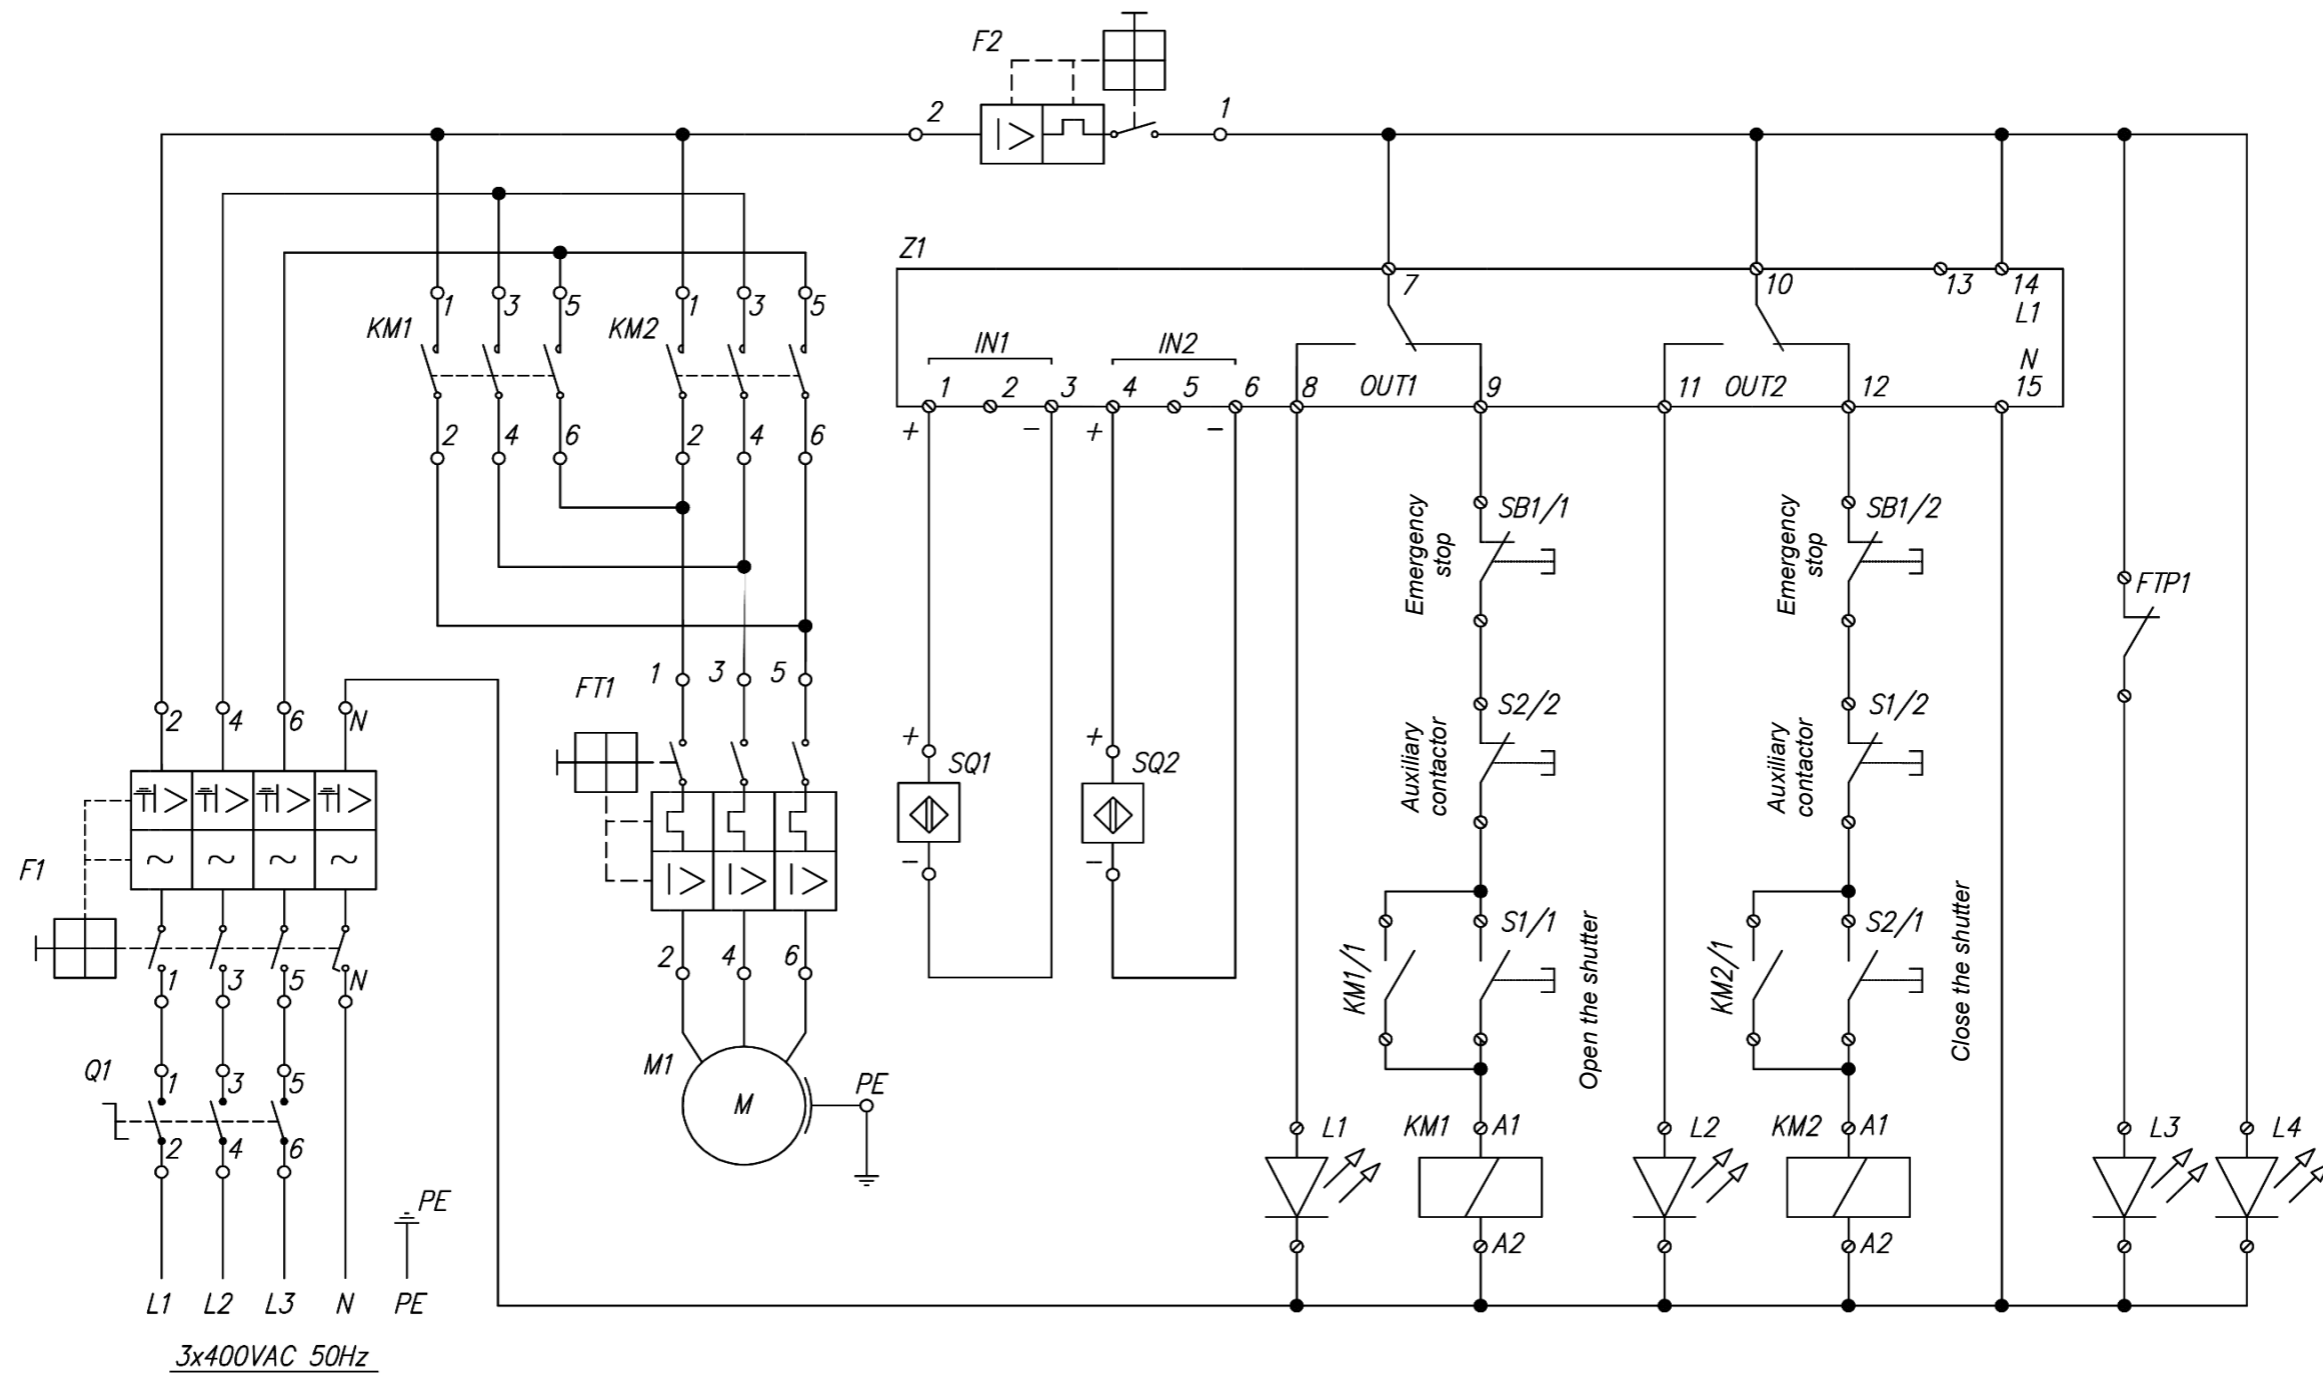 F2
2
1
Z1
7
10
13
14
L1
1
3
5
1
3
5
KM1
KM2
IN1
IN2
N
1
2
3
4
5
6
8
OUT1
9
11
OUT2
12
15
+
-
+
-
2
4
6
2
4
6
Emergency
stop
SB1/1
Emergency
stop
SB1/2
FTP1
FT1
1
3
5
2
4
6
N
Auxiliary
contactor
S2/2
Auxiliary
contactor
S1/2
+
SQ1
+
SQ2
I>
I>
I>
I>
I>
~
~
~
~
F1
I>
I>
I>
-
-
KM1/1
S1/1
Open the shutter
KM2/1
S2/1
Close the shutter
2
4
6
1
3
5
N
Q1
1
3
5
M1
M
PE
L1
KM1
A1
L2
KM2
A1
L3
L4
2
4
6
PE
A2
A2
L1
L2
L3
N
PE
3x400VAC 50Hz